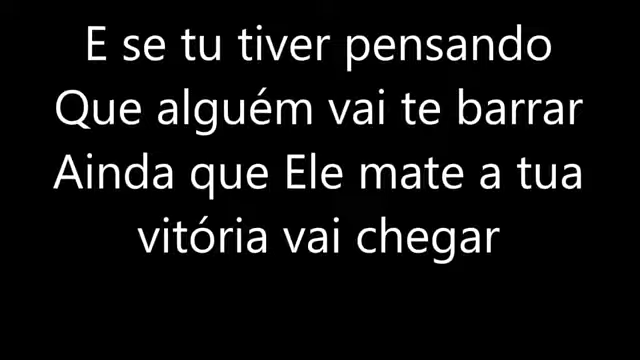 E se tu tiver pensando
Que alguém vai te barrar
Ainda que Ele mate a tua
vitória vai chegar